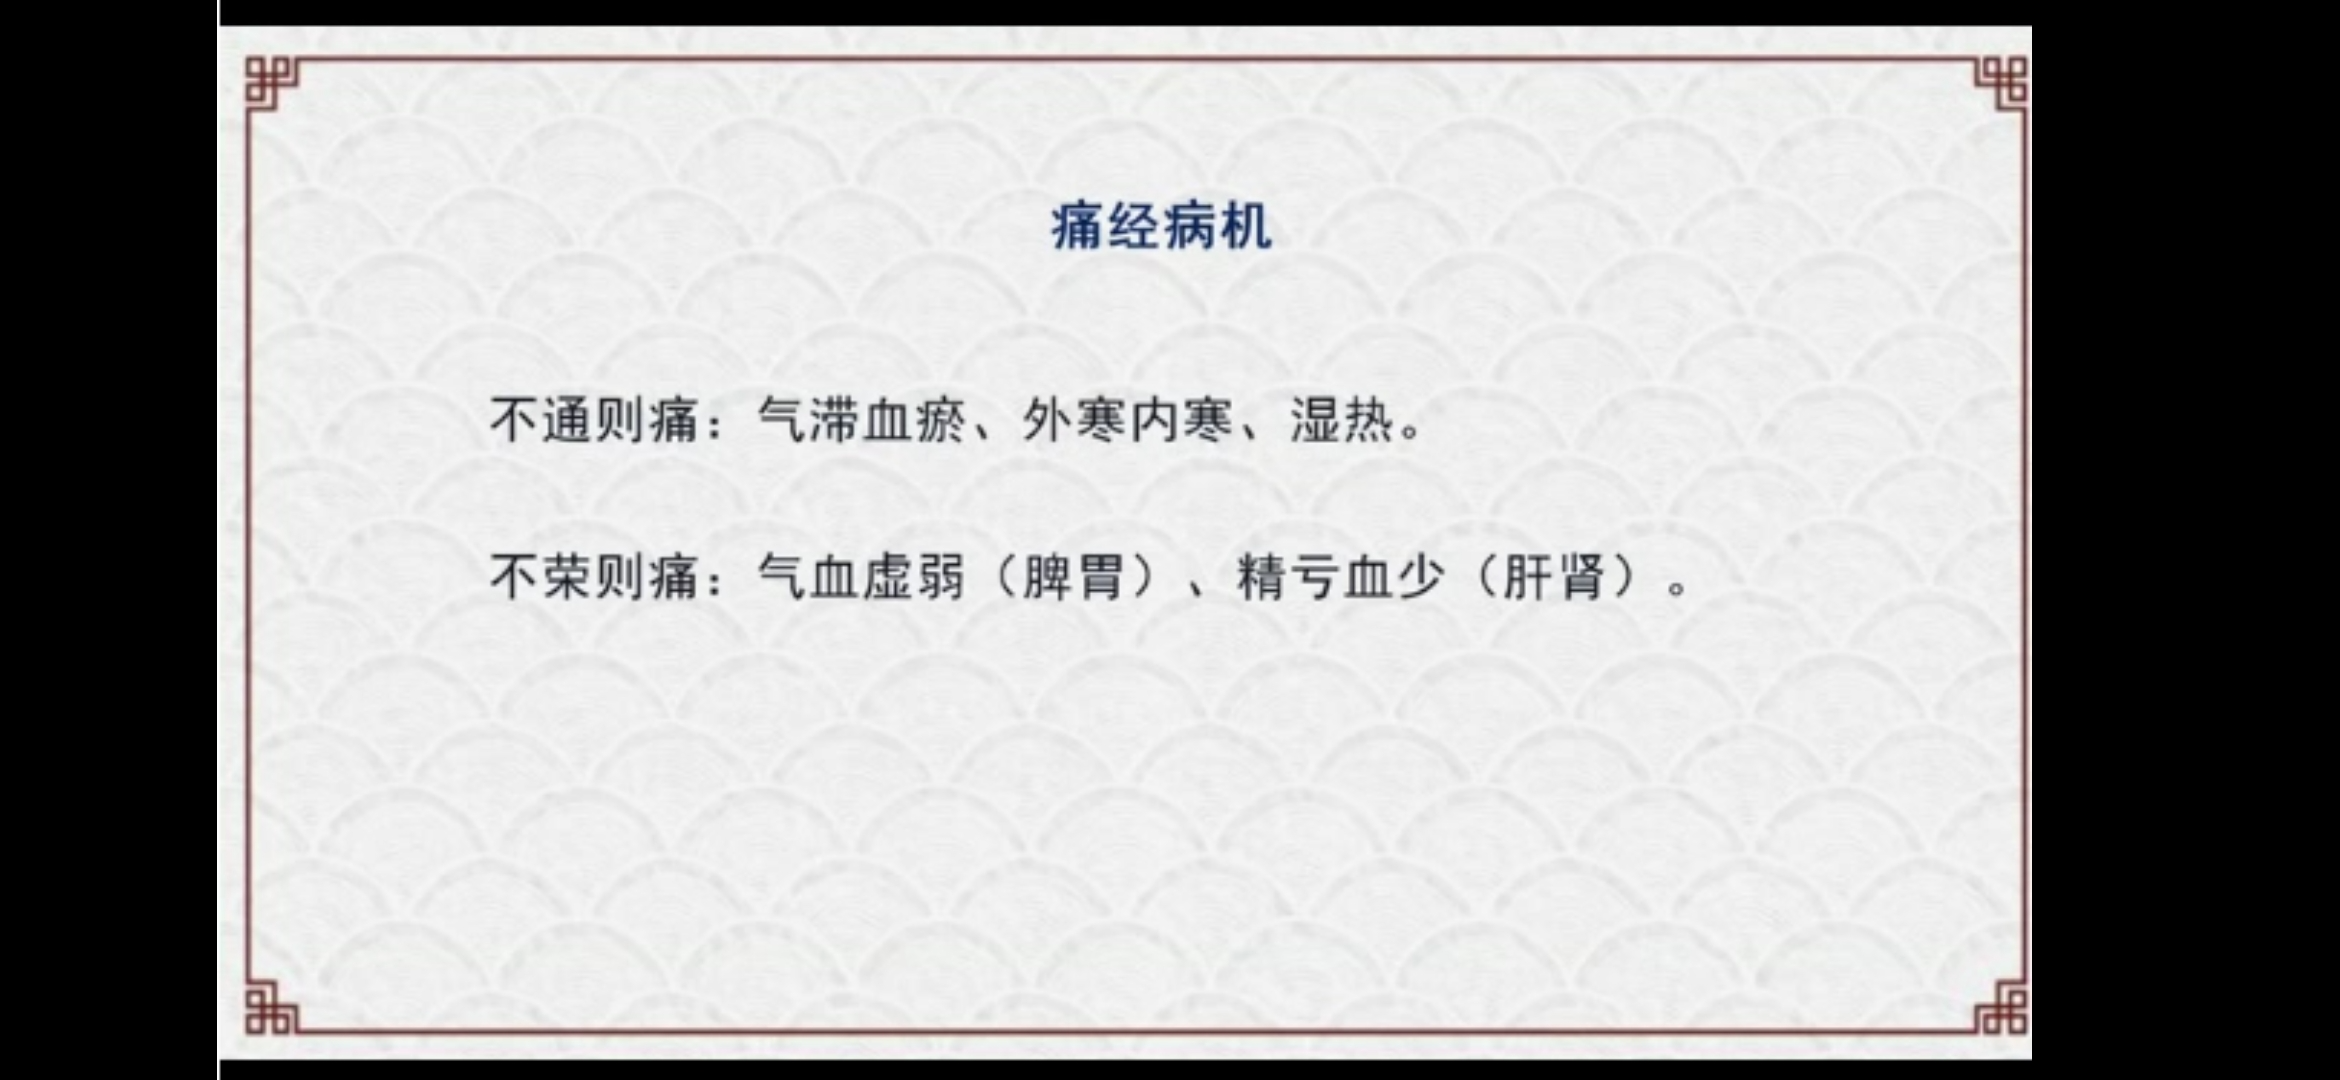 痛经病机
不通则痛：气滞血瘀、外寒内寒、湿热。
不荣则痛：气血虚弱（脾胃）、精亏血少（肝肾）。